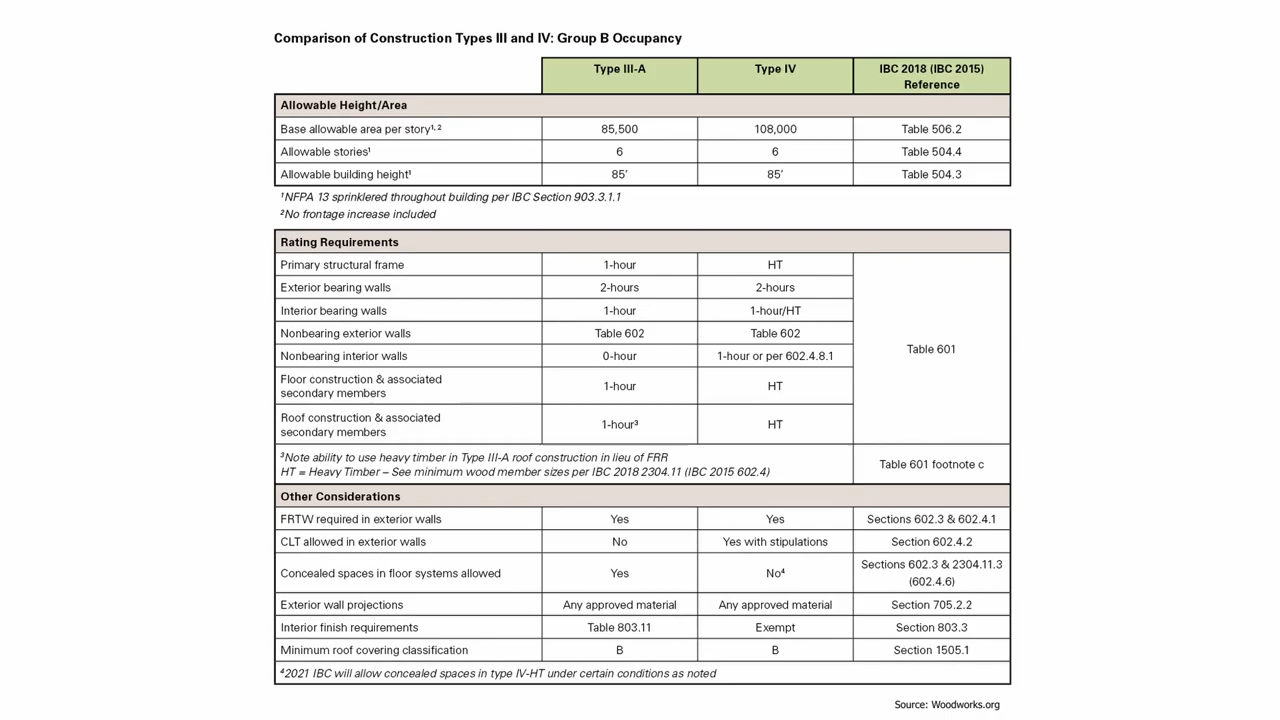 Comparison of Construction Types III and IV: Group B Occupancy
Type III-A Type IV IBC 2018 (IBC 2015) Reference
Allowable Height/Area
Base allowable area per story¹, ² 85,500 108,000 Table 506.2
Allowable stories¹ 6 6 Table 504.4
Allowable building height¹ 85′ 85′ Table 504.3
¹NFPA 13 sprinklered throughout building per IBC Section 903.3.1.1
²No frontage increase included
Rating Requirements
Primary structural frame 1-hour HT
Exterior bearing walls 2-hours 2-hours
Interior bearing walls 1-hour 1-hour/HT
Nonbearing exterior walls Table 602 Table 602
Table 601
Nonbearing interior walls 0-hour 1-hour or per 602.4.8.1
Floor construction & associated
secondary members 1-hour HT
Roof construction & associated
secondary members 1-hour³ HT
³Note ability to use heavy timber in Type III-A roof construction in lieu of FRR
HT = Heavy Timber – See minimum wood member sizes per IBC 2018 2304.11 (IBC 2015 602.4)
Table 601 footnote c
Other Considerations
FRTW required in exterior walls Yes Yes Sections 602.3 & 602.4.1
CLT allowed in exterior walls No Yes with stipulations Section 602.4.2
Concealed spaces in floor systems allowed Yes No⁴ Sections 602.3 & 2304.11.3
(602.4.6)
Exterior wall projections Any approved material Any approved material Section 705.2.2
Interior finish requirements Table 803.11 Exempt Section 803.3
Minimum roof covering classification B B Section 1505.1
⁴2021 IBC will allow concealed spaces in type IV-HT under certain conditions as noted
Source: Woodworks.org